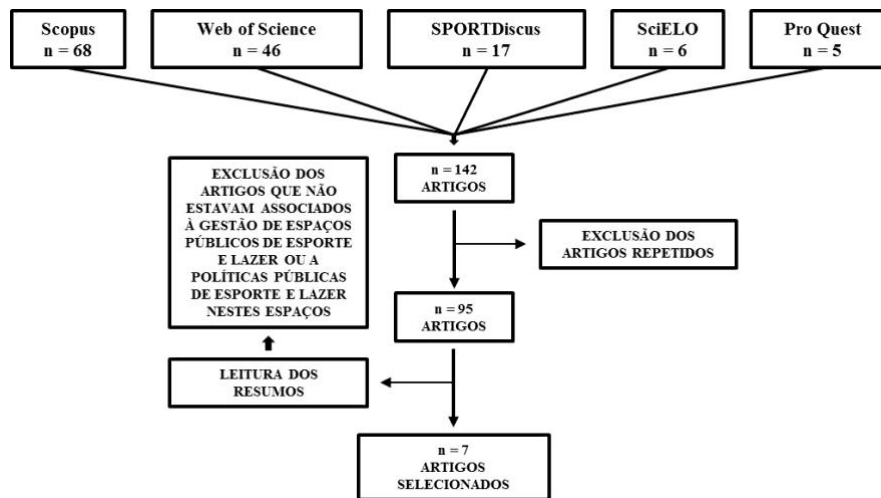 Scopus
n = 68
Web of Science
n = 46
SPORTDiscus
n = 17
SciELO
n = 6
Pro Quest
n = 5
n = 142
ARTIGOS
EXCLUSÃO DOS
ARTIGOS REPETIDOS
n = 95
ARTIGOS
LEITURA DOS
RESUMOS
EXCLUSÃO DOS
ARTIGOS QUE NÃO
ESTAVAM ASSOCIADOS
À GESTÃO DE ESPAÇOS
PÚBLICOS DE ESPORTE
E LAZER OU A
POLÍTICAS PÚBLICAS
DE ESPORTE E LAZER
NESTES ESPAÇOS
n = 7
ARTIGOS
SELECIONADOS